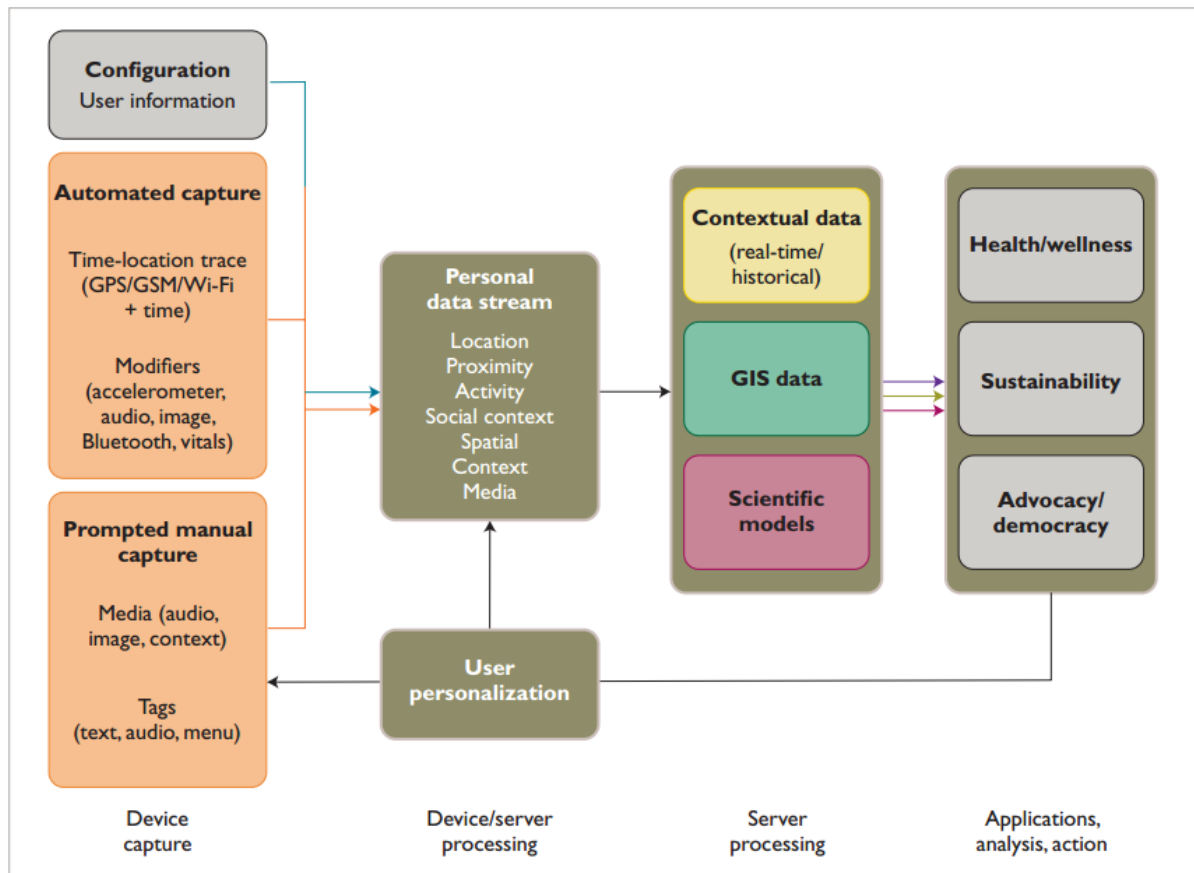 Configuration
User information
Automated capture
Time-location trace
(GPS/GSM/Wi-Fi
+ time)
Modifiers
(accelerometer,
audio, image,
Bluetooth, vitals)
Prompted manual
capture
Media (audio,
image, context)
Tags
(text, audio, menu)
Device
capture
Personal
data stream
Location
Proximity
Activity
Social context
Spatial
Context
Media
User
personalization
Device/server
processing
Contextual data
(real-time/
historical)
GIS data
Scientific
models
Server
processing
Health/wellness
Sustainability
Advocacy/
democracy
Applications,
analysis, action